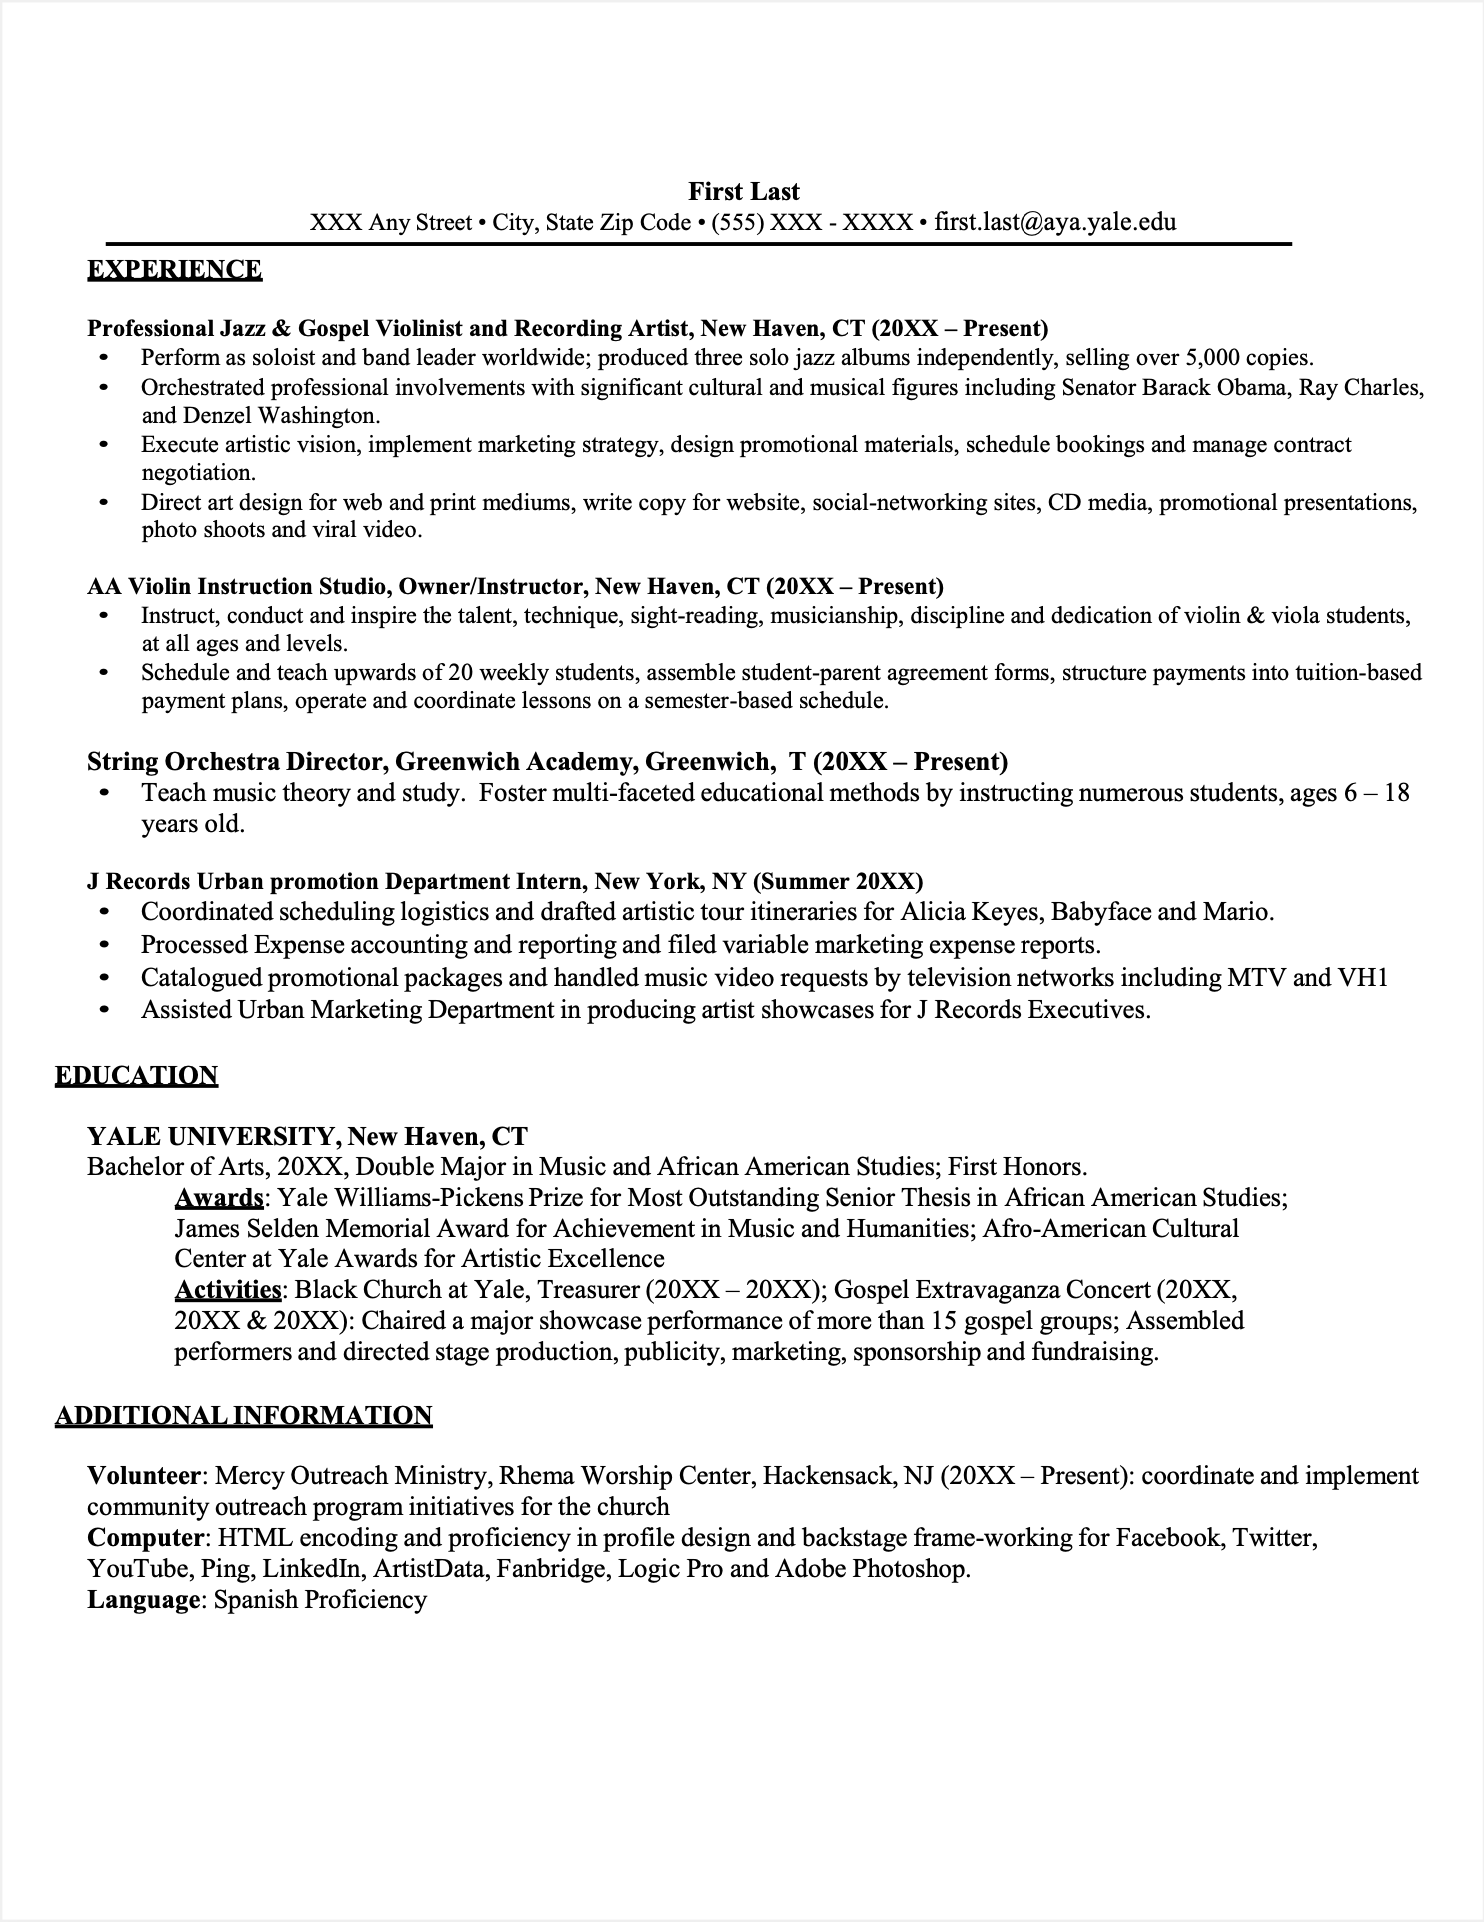 First Last
XXX Any Street • City, State Zip Code • (555) XXX - XXXX • first.last@aya.yale.edu
EXPERIENCE
Professional Jazz & Gospel Violinist and Recording Artist, New Haven, CT (20XX – Present)
• Perform as soloist and band leader worldwide; produced three solo jazz albums independently, selling over 5,000 copies.
• Orchestrated professional involvements with significant cultural and musical figures including Senator Barack Obama, Ray Charles,
and Denzel Washington.
• Execute artistic vision, implement marketing strategy, design promotional materials, schedule bookings and manage contract
negotiation.
• Direct art design for web and print mediums, write copy for website, social-networking sites, CD media, promotional presentations,
photo shoots and viral video.
AA Violin Instruction Studio, Owner/Instructor, New Haven, CT (20XX – Present)
• Instruct, conduct and inspire the talent, technique, sight-reading, musicianship, discipline and dedication of violin & viola students,
at all ages and levels.
• Schedule and teach upwards of 20 weekly students, assemble student-parent agreement forms, structure payments into tuition-based
payment plans, operate and coordinate lessons on a semester-based schedule.
String Orchestra Director, Greenwich Academy, Greenwich,  T (20XX – Present)
• Teach music theory and study.  Foster multi-faceted educational methods by instructing numerous students, ages 6 – 18
years old.
J Records Urban promotion Department Intern, New York, NY (Summer 20XX)
• Coordinated scheduling logistics and drafted artistic tour itineraries for Alicia Keyes, Babyface and Mario.
• Processed Expense accounting and reporting and filed variable marketing expense reports.
• Catalogued promotional packages and handled music video requests by television networks including MTV and VH1
• Assisted Urban Marketing Department in producing artist showcases for J Records Executives.
EDUCATION
YALE UNIVERSITY, New Haven, CT
Bachelor of Arts, 20XX, Double Major in Music and African American Studies; First Honors.
Awards: Yale Williams-Pickens Prize for Most Outstanding Senior Thesis in African American Studies;
James Selden Memorial Award for Achievement in Music and Humanities; Afro-American Cultural
Center at Yale Awards for Artistic Excellence
Activities: Black Church at Yale, Treasurer (20XX – 20XX); Gospel Extravaganza Concert (20XX,
20XX & 20XX): Chaired a major showcase performance of more than 15 gospel groups; Assembled
performers and directed stage production, publicity, marketing, sponsorship and fundraising.
ADDITIONAL INFORMATION
Volunteer: Mercy Outreach Ministry, Rhema Worship Center, Hackensack, NJ (20XX – Present): coordinate and implement
community outreach program initiatives for the church
Computer: HTML encoding and proficiency in profile design and backstage frame-working for Facebook, Twitter,
YouTube, Ping, LinkedIn, ArtistData, Fanbridge, Logic Pro and Adobe Photoshop.
Language: Spanish Proficiency